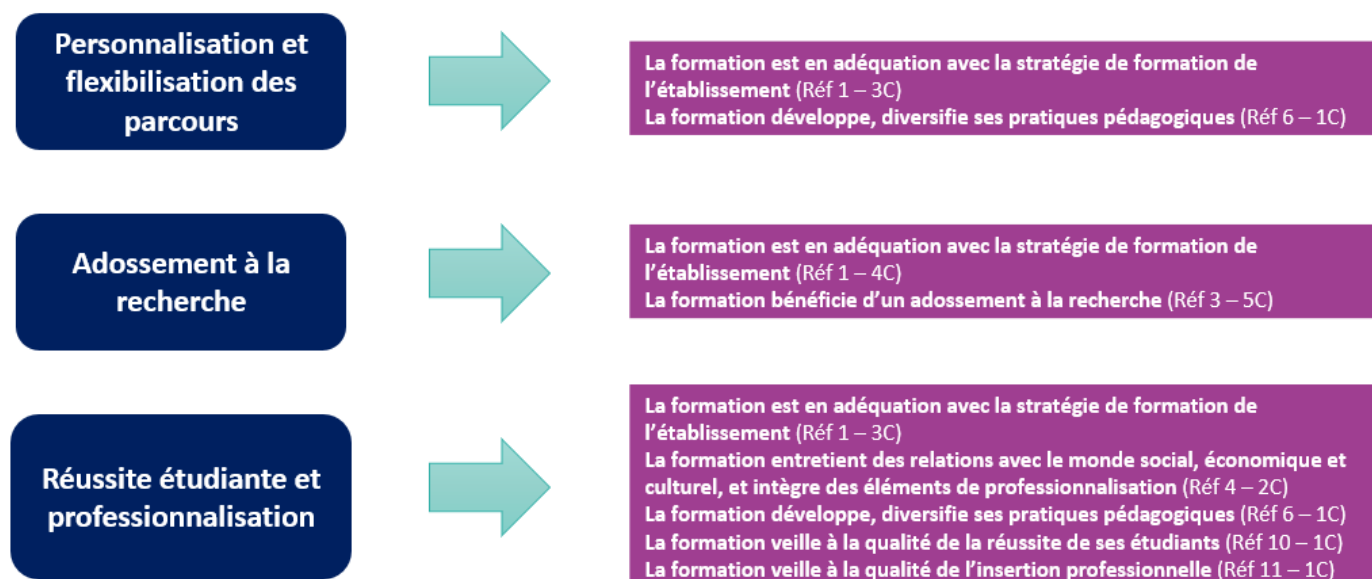 Personnalisation et
flexibilisation des
parcours
La formation est en adéquation avec la stratégie de formation de
l’établissement (Réf 1 – 3C)
La formation développe, diversifie ses pratiques pédagogiques (Réf 6 – 1C)
Adossement à la
recherche
La formation est en adéquation avec la stratégie de formation de
l’établissement (Réf 1 – 4C)
La formation bénéficie d’un adossement à la recherche (Réf 3 – 5C)
Réussite étudiante et
professionnalisation
La formation est en adéquation avec la stratégie de formation de
l’établissement (Réf 1 – 3C)
La formation entretient des relations avec le monde social, économique et
culturel, et intègre des éléments de professionnalisation (Réf 4 – 2C)
La formation développe, diversifie ses pratiques pédagogiques (Réf 6 – 1C)
La formation veille à la qualité de la réussite de ses étudiants (Réf 10 – 1C)
La formation veille à la qualité de l’insertion professionnelle (Réf 11 – 1C)